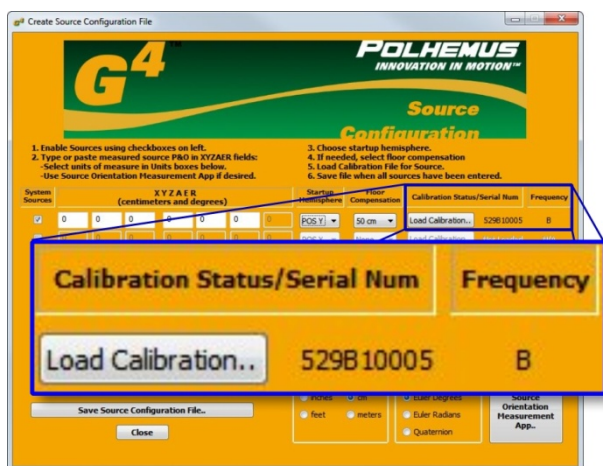 g4 Create Source Configuration File
G4™
POLHEMUS
INNOVATION IN MOTION™
Source
Configuration
1. Enable Sources using checkboxes on left.
2. Type or paste measured source P&O in XYZAER fields:
-Select units of measure in Units boxes below.
-Use Source Orientation Measurement App if desired.
3. Choose startup hemisphere.
4. If needed, select floor compensation
5. Load Calibration File for Source.
6. Save file when all sources have been entered.
System Sources
X Y Z A E R
(centimeters and degrees)
Startup Hemisphere
Floor Compensation
Calibration Status/Serial Num
Frequency
0 0 0 0 0 0 0 POS X 50 cm Load Calibration.. 529B10005 B
Calibration Status/Serial Num Frequency
Load Calibration.. 529B10005 B
inches cm Euler Degrees
feet meters Euler Radians
Quaternion
Save Source Configuration File..
Close
Source
Orientation
Measurement
App..